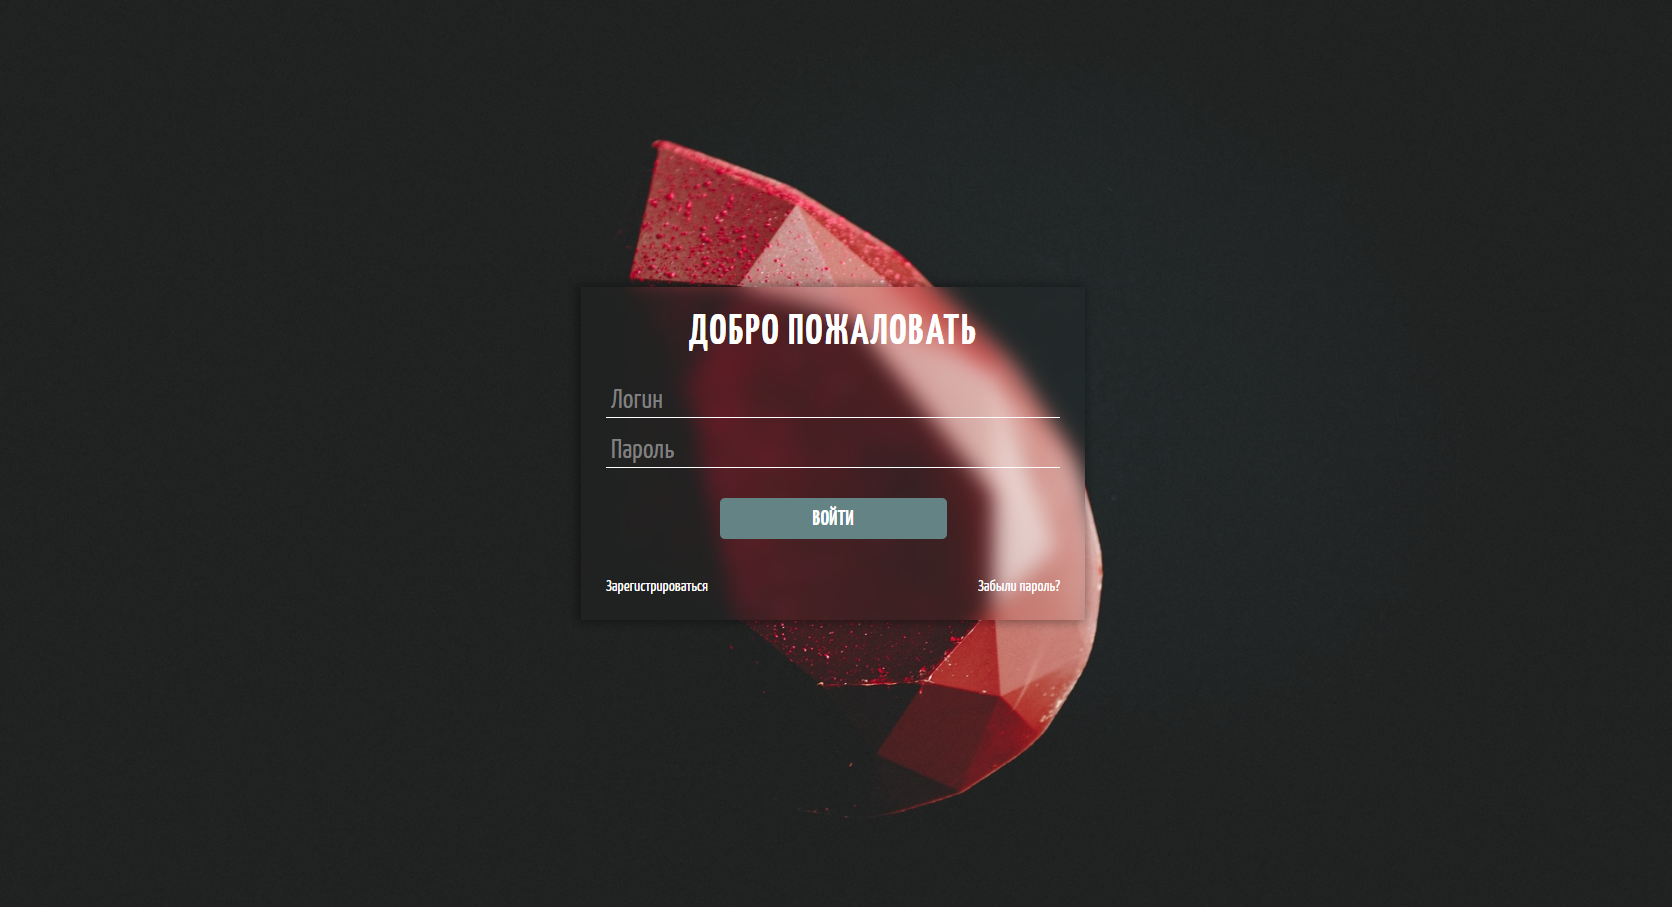 ДОБРО ПОЖАЛОВАТЬ
Логин
Пароль
ВОЙТИ
Зарегистрироваться Забыли пароль?